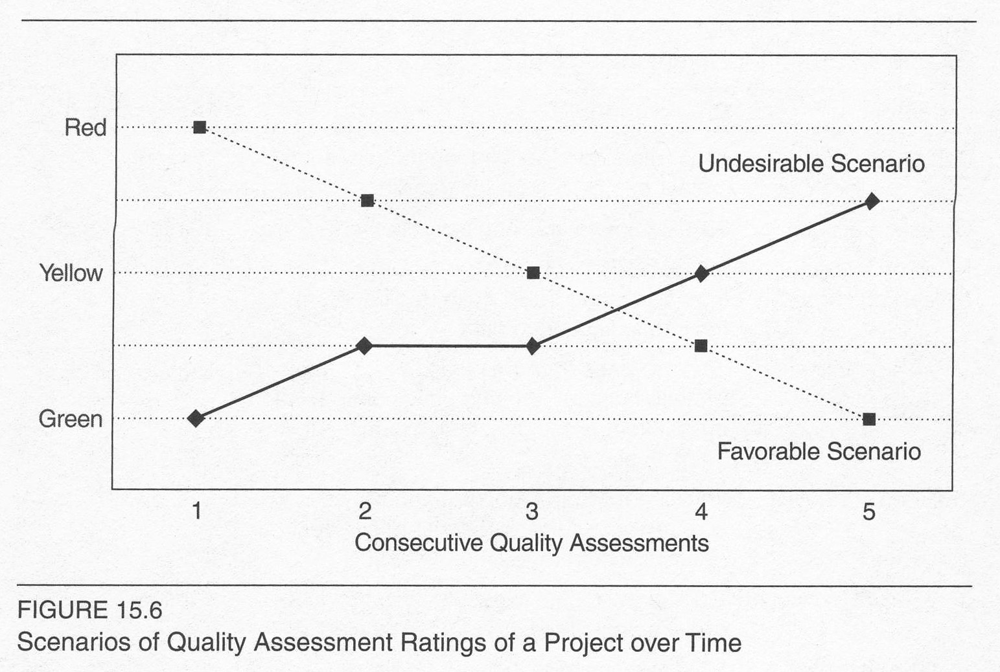 Red
Undesirable Scenario
Yellow
Green
Favorable Scenario
1 2 3 4 5
Consecutive Quality Assessments
FIGURE 15.6
Scenarios of Quality Assessment Ratings of a Project over Time